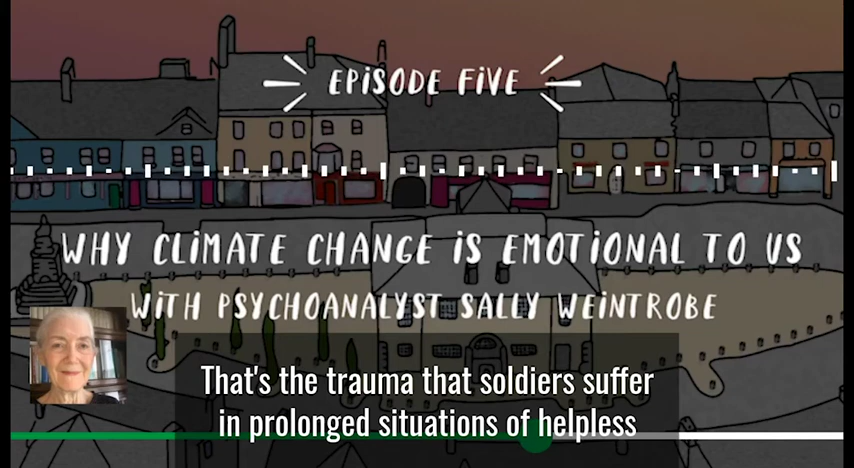 EPiSODE FiVE
WHY CLiMATE CHANGE iS EMOTiONAL TO US
WiTH PSYCHOANALYST SALLY WEiNTROBE
That's the trauma that soldiers suffer
in prolonged situations of helpless